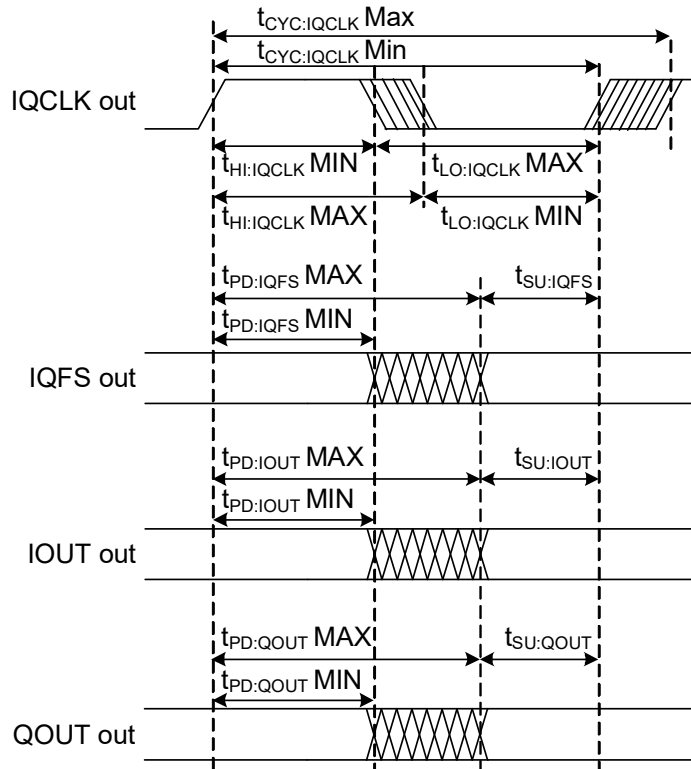 tCYC:IQCLK Max
tCYC:IQCLK Min
IQCLK out
tHI:IQCLK MIN
tLO:IQCLK MAX
tHI:IQCLK MAX
tLO:IQCLK MIN
tPD:IQFS MAX
tSU:IQFS
tPD:IQFS MIN
IQFS out
tPD:IOUT MAX
tSU:IOUT
tPD:IOUT MIN
IOUT out
tPD:QOUT MAX
tSU:QOUT
tPD:QOUT MIN
QOUT out